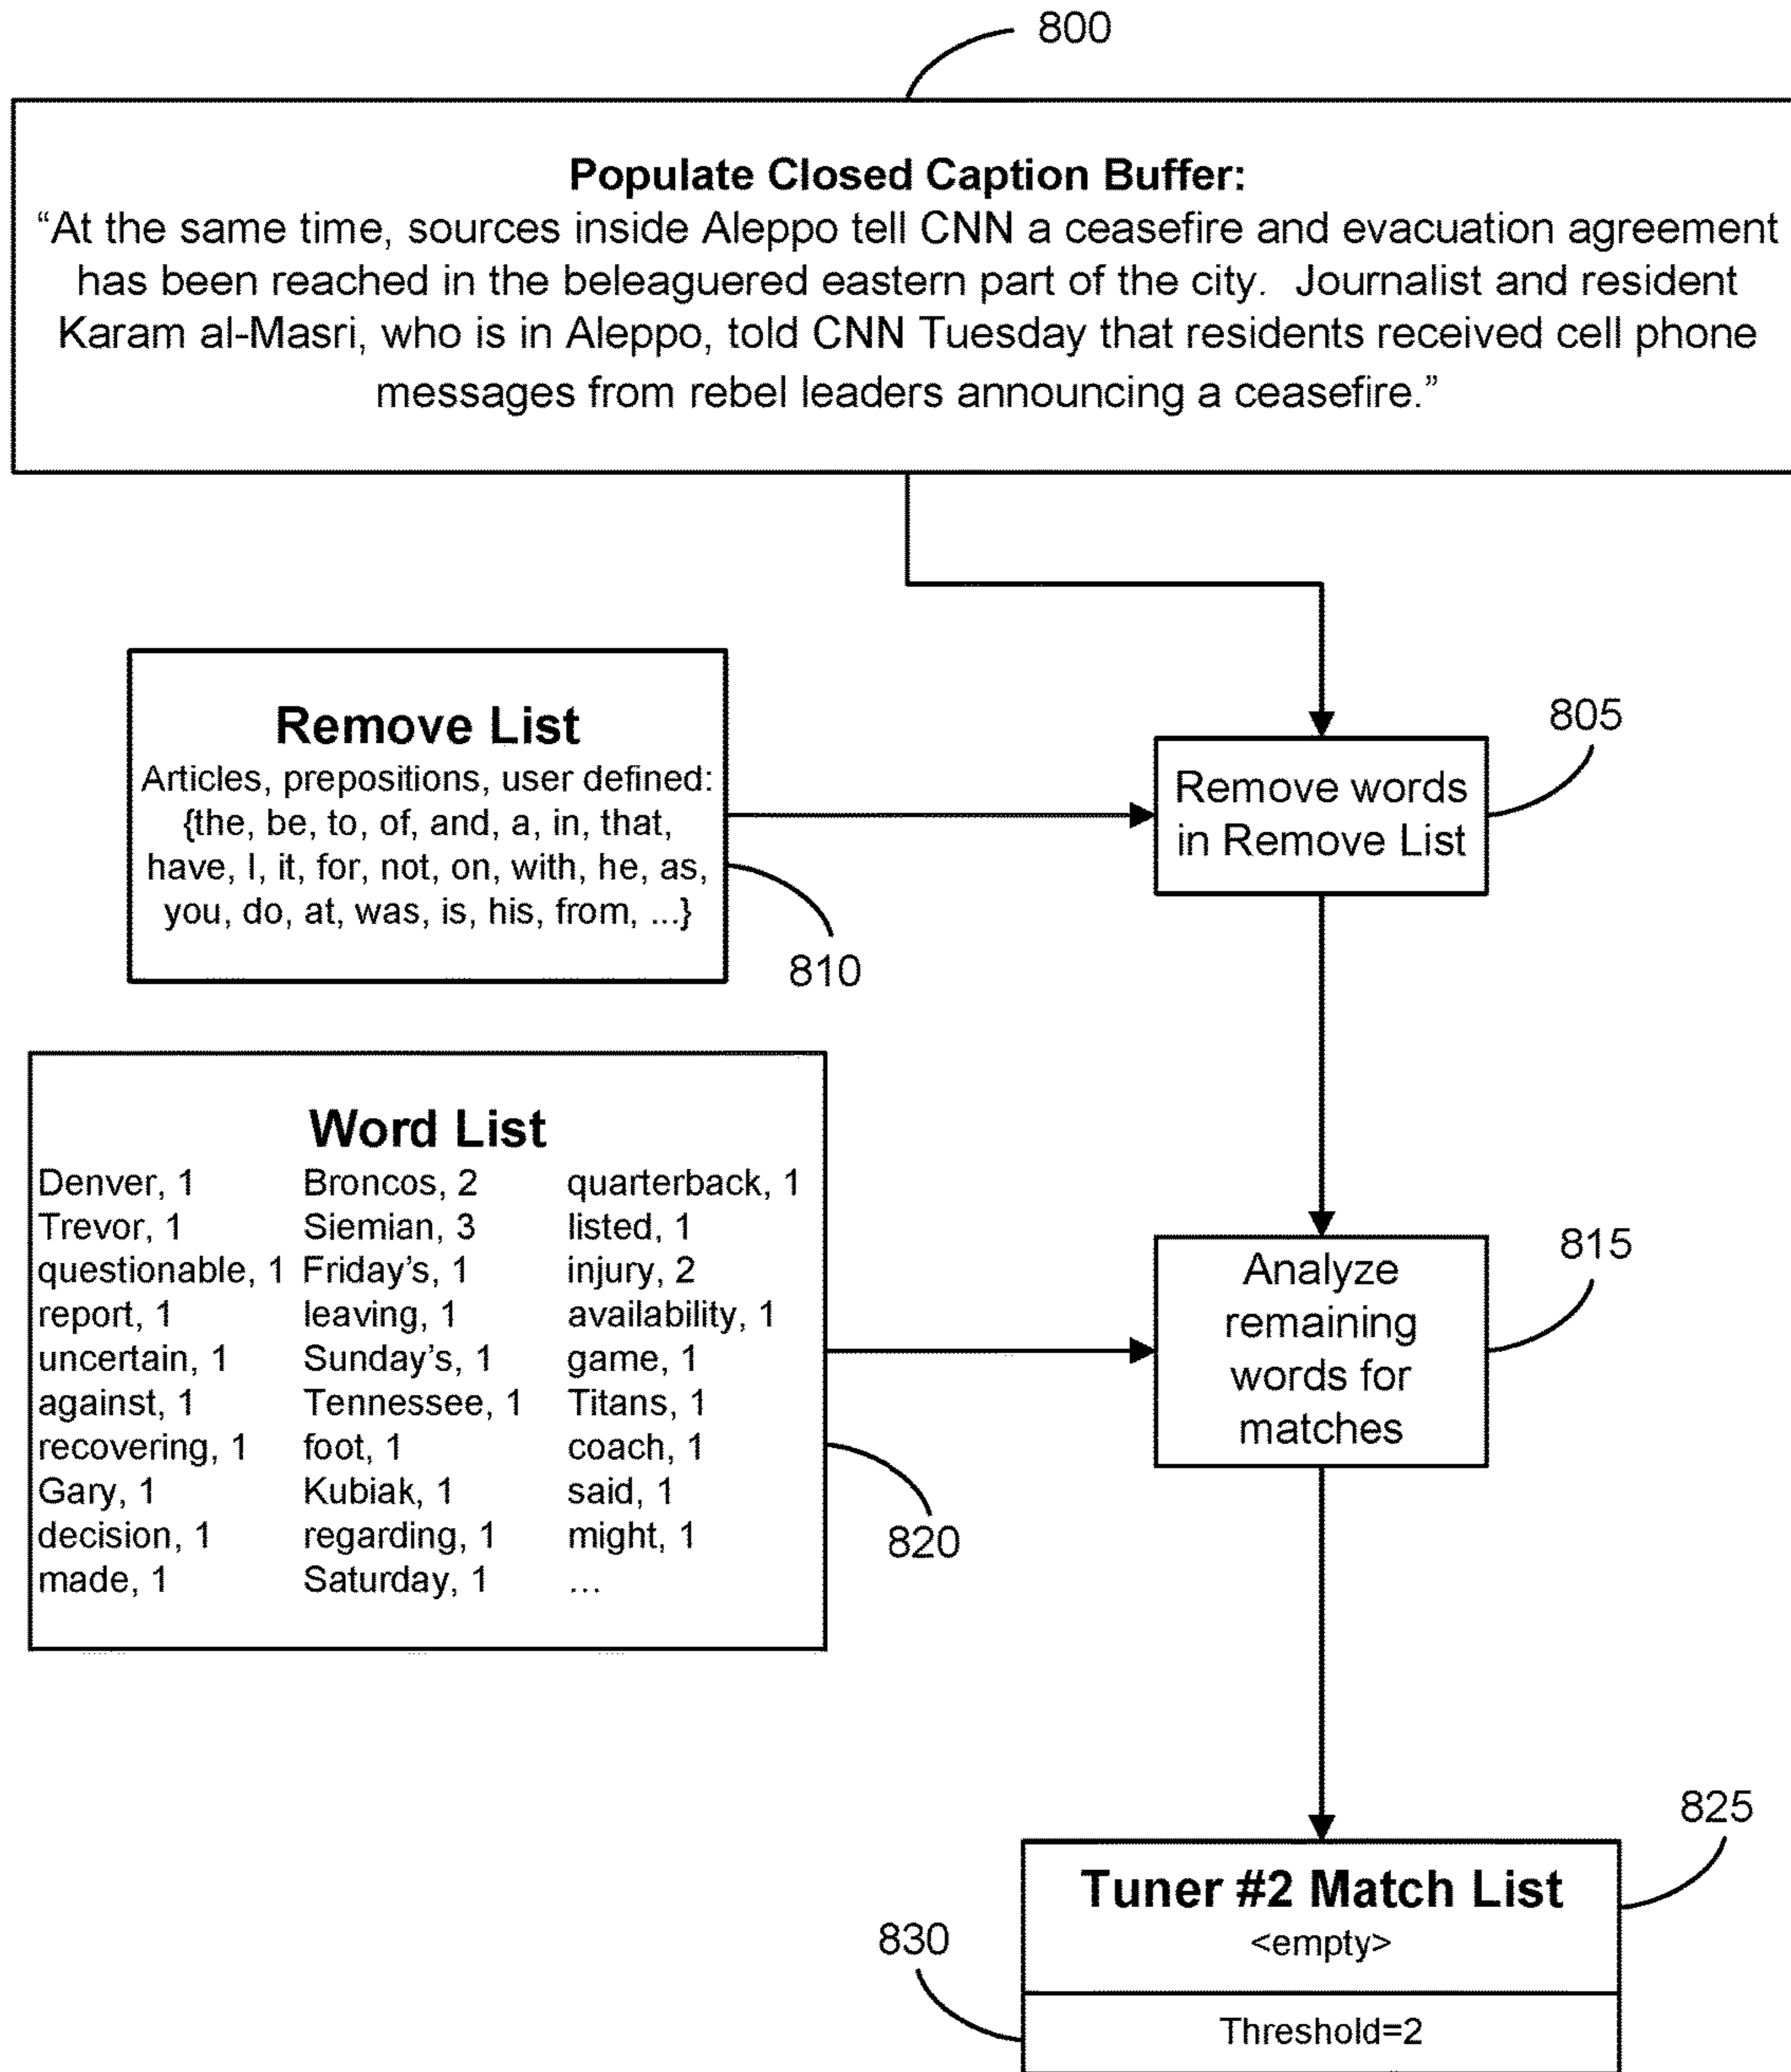 800
Populate Closed Caption Buffer:
“At the same time, sources inside Aleppo tell CNN a ceasefire and evacuation agreement
has been reached in the beleaguered eastern part of the city.  Journalist and resident
Karam al-Masri, who is in Aleppo, told CNN Tuesday that residents received cell phone
messages from rebel leaders announcing a ceasefire.”
Remove List
Articles, prepositions, user defined:
{the, be, to, of, and, a, in, that,
have, I, it, for, not, on, with, he, as,
you, do, at, was, is, his, from, ...}
810
805
Remove words
in Remove List
Word List
Denver, 1 Broncos, 2 quarterback, 1
Trevor, 1 Siemian, 3 listed, 1
questionable, 1 Friday’s, 1 injury, 2
report, 1 leaving, 1 availability, 1
uncertain, 1 Sunday’s, 1 game, 1
against, 1 Tennessee, 1 Titans, 1
recovering, 1 foot, 1 coach, 1
Gary, 1 Kubiak, 1 said, 1
decision, 1 regarding, 1 might, 1
made, 1 Saturday, 1 ...
820
815
Analyze
remaining
words for
matches
825
Tuner #2 Match List
<empty>
830
Threshold=2